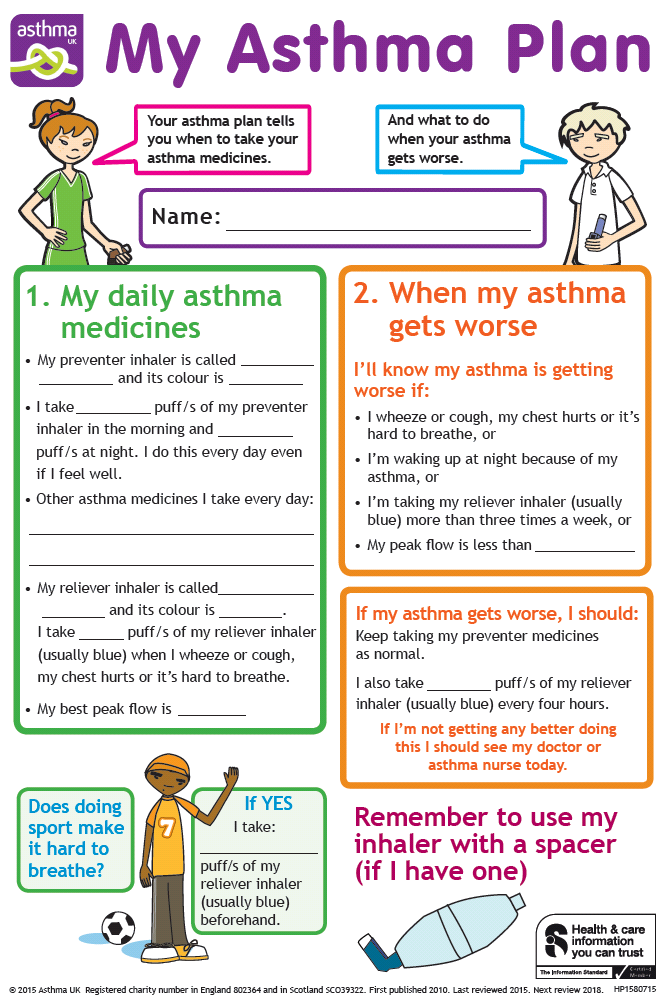 asthma
UK
My Asthma Plan
Your asthma plan tells
you when to take your
asthma medicines.
And what to do
when your asthma
gets worse.
Name: ______________________
1. My daily asthma
medicines
• My preventer inhaler is called __________
__________ and its colour is __________
• I take __________ puff/s of my preventer
inhaler in the morning and __________
puff/s at night. I do this every day even
if I feel well.
• Other asthma medicines I take every day:
______________________
______________________
• My reliever inhaler is called __________
________ and its colour is ________.
I take ______ puff/s of my reliever inhaler
(usually blue) when I wheeze or cough,
my chest hurts or it's hard to breathe.
• My best peak flow is _________
2. When my asthma
gets worse
I'll know my asthma is getting
worse if:
• I wheeze or cough, my chest hurts or it's
hard to breathe, or
• I'm waking up at night because of my
asthma, or
• I'm taking my reliever inhaler (usually
blue) more than three times a week, or
• My peak flow is less than _____________
If my asthma gets worse, I should:
Keep taking my preventer medicines
as normal.
I also take ________ puff/s of my reliever
inhaler (usually blue) every four hours.
If I'm not getting any better doing
this I should see my doctor or
asthma nurse today.
Does doing
sport make
it hard to
breathe?
7
If YES
I take:
_______________
puff/s of my
reliever inhaler
(usually blue)
beforehand.
Remember to use my
inhaler with a spacer
(if I have one)
Health & care
information
you can trust
The Information Standard
Certified
Member
© 2015 Asthma UK Registered charity number in England 802364 and in Scotland SCO39322. First published 2010. Last reviewed 2015. Next review 2018. HP1580715